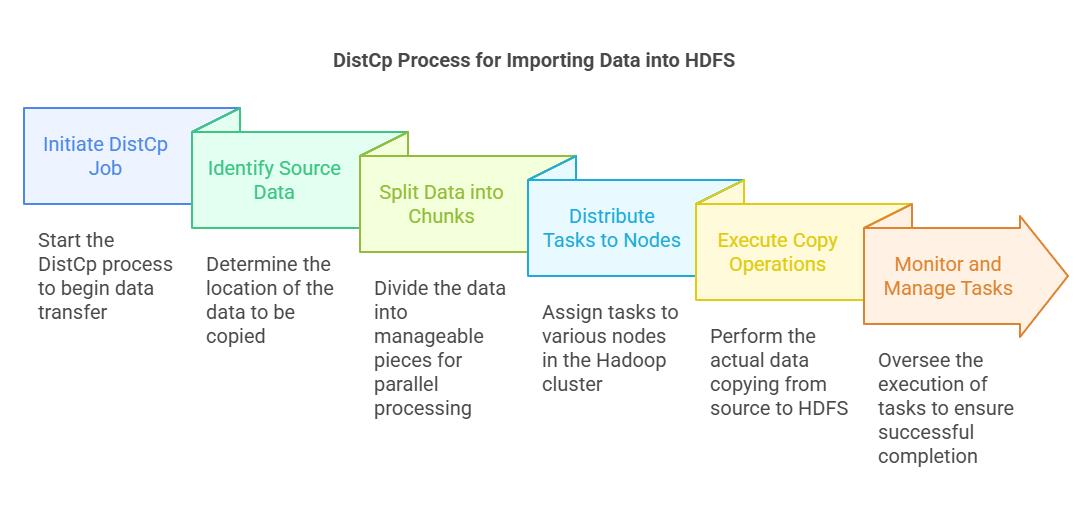 DistCp Process for Importing Data into HDFS
Initiate DistCp
Job
Start the
DistCp process
to begin data
transfer
Identify Source
Data
Determine the
location of the
data to be
copied
Split Data into
Chunks
Divide the data
into
manageable
pieces for
parallel
processing
Distribute
Tasks to Nodes
Assign tasks to
various nodes
in the Hadoop
cluster
Execute Copy
Operations
Perform the
actual data
copying from
source to HDFS
Monitor and
Manage Tasks
Oversee the
execution of
tasks to ensure
successful
completion